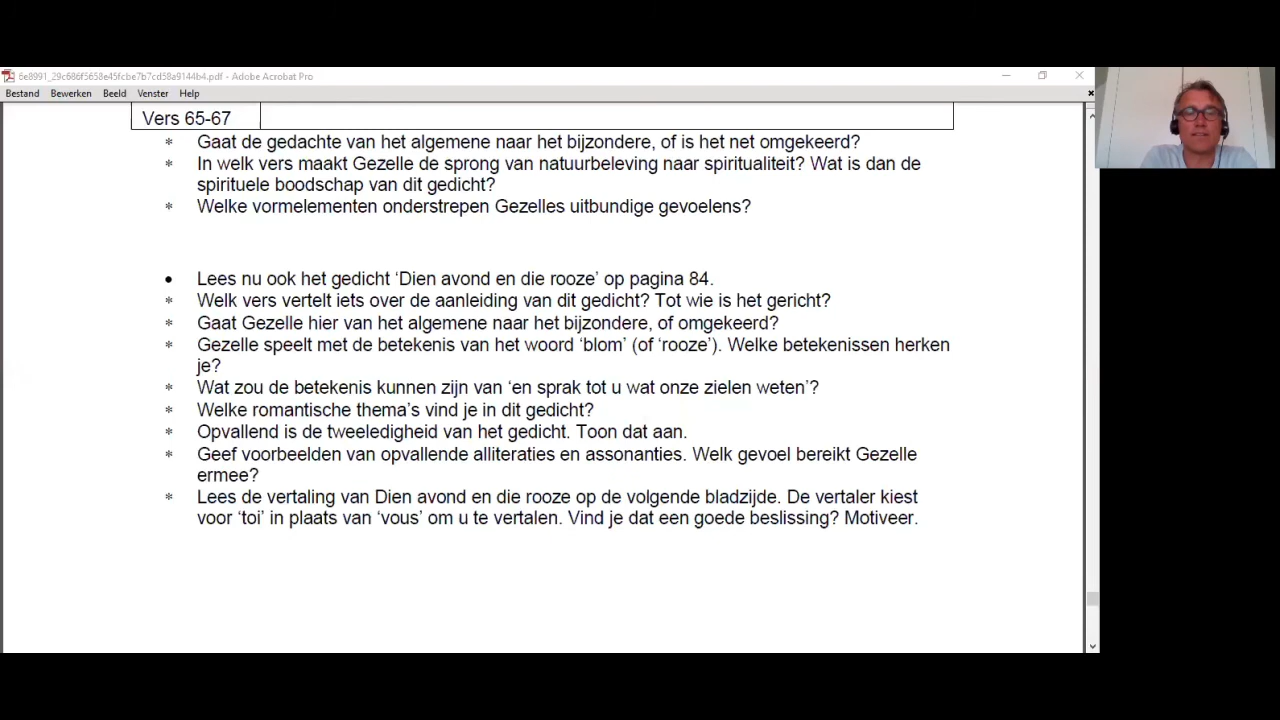 6e8991_29c686f5658e45fcbe7b7cd58a9144b4.pdf - Adobe Acrobat Pro
Bestand Bewerken Beeld Venster Help
Vers 65-67
* Gaat de gedachte van het algemene naar het bijzondere, of is het net omgekeerd?
* In welk vers maakt Gezelle de sprong van natuurbeleving naar spiritualiteit? Wat is dan de
spirituele boodschap van dit gedicht?
* Welke vormelementen onderstrepen Gezelles uitbundige gevoelens?
• Lees nu ook het gedicht ‘Dien avond en die rooze’ op pagina 84.
* Welk vers vertelt iets over de aanleiding van dit gedicht? Tot wie is het gericht?
* Gaat Gezelle hier van het algemene naar het bijzondere, of omgekeerd?
* Gezelle speelt met de betekenis van het woord ‘blom’ (of ‘rooze’). Welke betekenissen herken
je?
* Wat zou de betekenis kunnen zijn van ‘en sprak tot u wat onze zielen weten’?
* Welke romantische thema’s vind je in dit gedicht?
* Opvallend is de tweeledigheid van het gedicht. Toon dat aan.
* Geef voorbeelden van opvallende alliteraties en assonanties. Welk gevoel bereikt Gezelle
ermee?
* Lees de vertaling van Dien avond en die rooze op de volgende bladzijde. De vertaler kiest
voor ‘toi’ in plaats van ‘vous’ om u te vertalen. Vind je dat een goede beslissing? Motiveer.